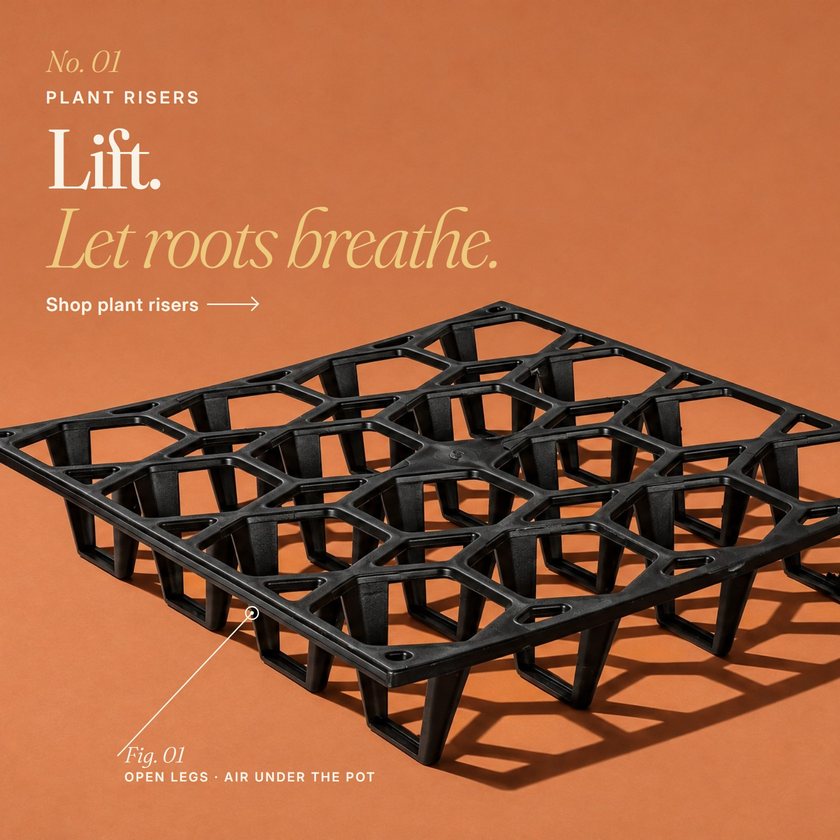 No. 01
PLANT RISERS
Lift.
Let roots breathe.
Shop plant risers
Fig. 01
OPEN LEGS · AIR UNDER THE POT